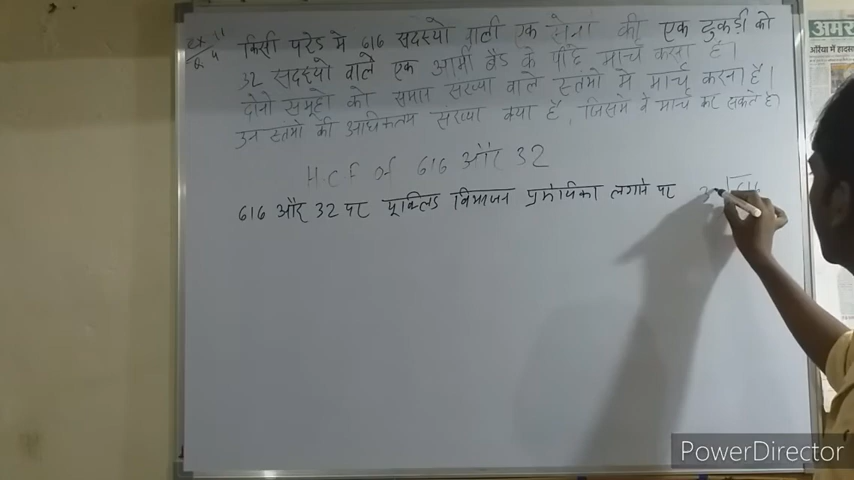 ex 1.1
Q 4
किसी परेड मे 616 सदस्यो वाली एक सेना की एक टुकड़ी को
32 सदस्यो वाले एक आर्मी बैंड के पीछे मार्च करना है।
दोनो समूहो को समान संख्या वाले स्तंभो मे मार्च करना है।
उन स्तंभो की अधिकतम संख्या क्या है, जिसमे वे मार्च कर सकते है
HCF of 616 और 32
616 और 32 पर यूक्लिड विभाजन प्रमेयिका लगाने पर 616
अमर
PowerDirector